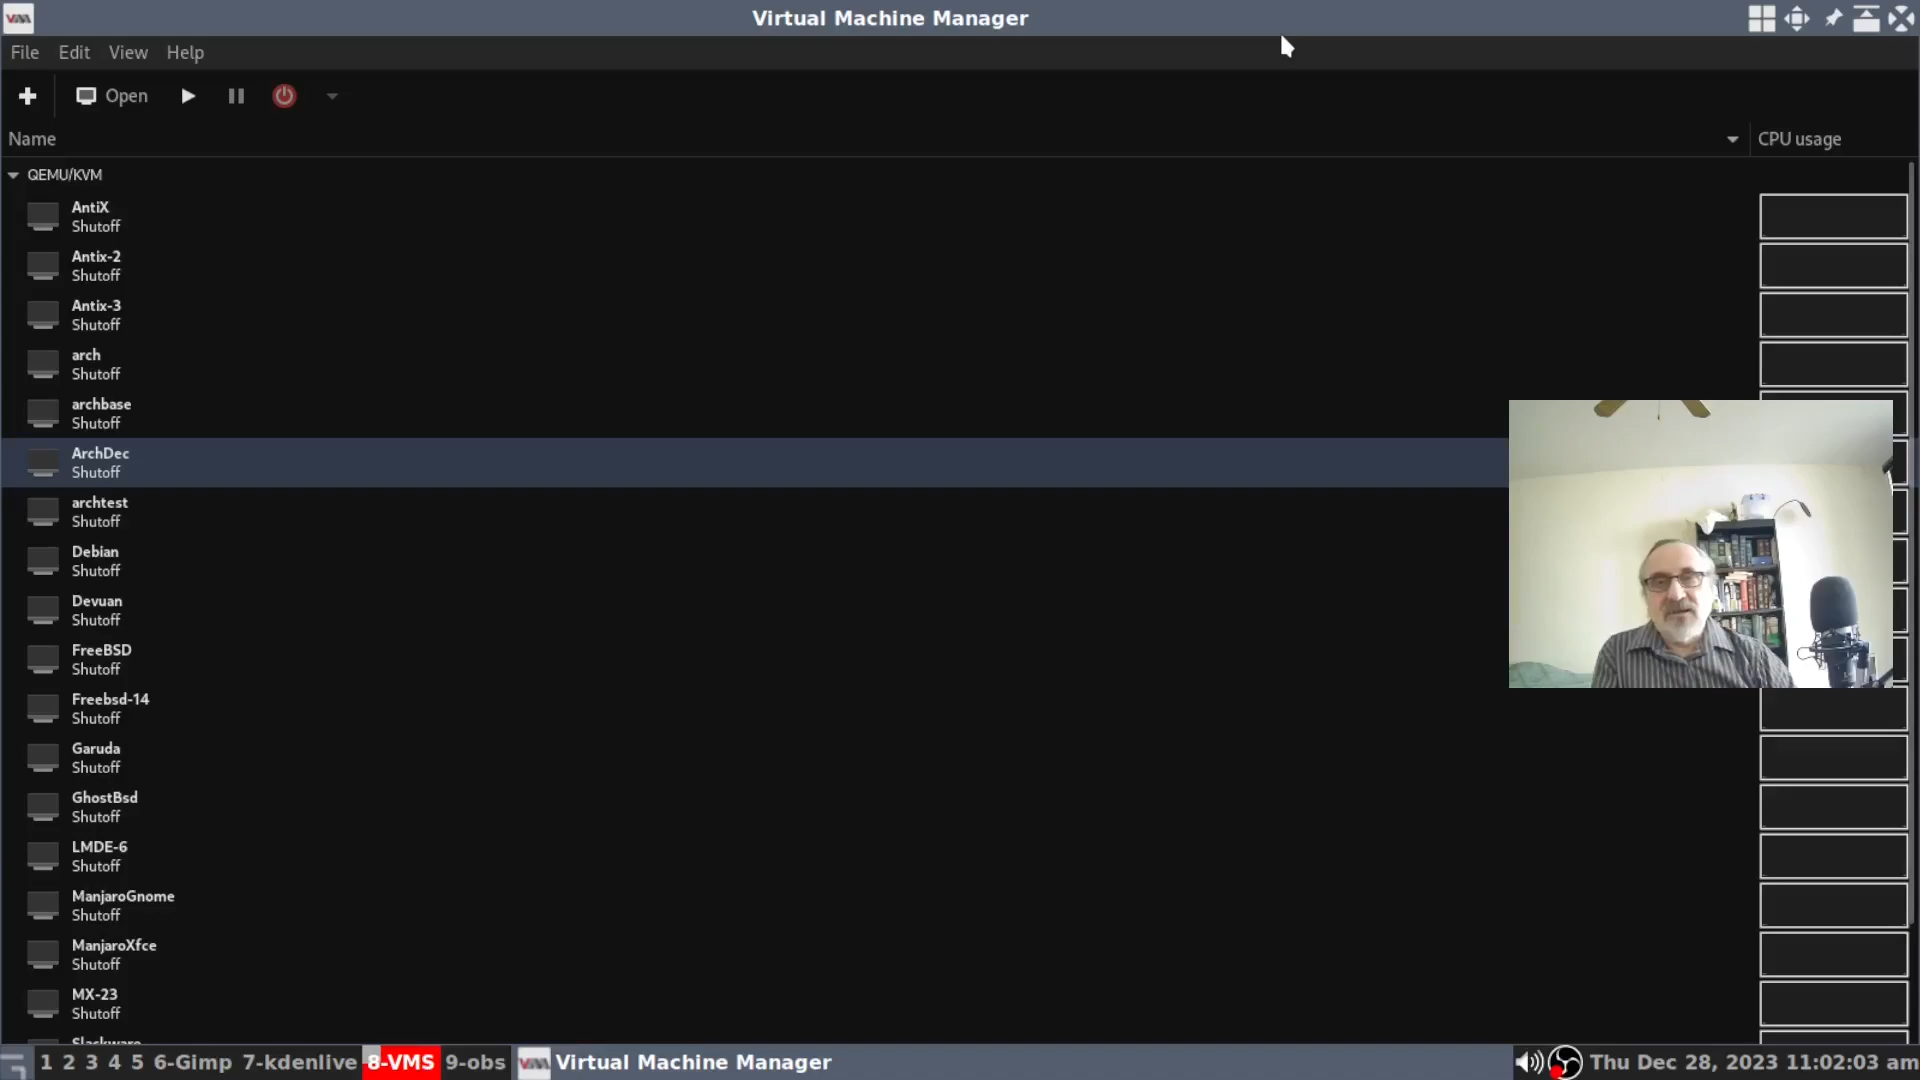 Virtual Machine Manager
File Edit View Help
Open
Name CPU usage
QEMU/KVM
AntiX
Shutoff
Antix-2
Shutoff
Antix-3
Shutoff
arch
Shutoff
archbase
Shutoff
ArchDec
Shutoff
archtest
Shutoff
Debian
Shutoff
Devuan
Shutoff
FreeBSD
Shutoff
Freebsd-14
Shutoff
Garuda
Shutoff
GhostBsd
Shutoff
LMDE-6
Shutoff
ManjaroGnome
Shutoff
ManjaroXfce
Shutoff
MX-23
Shutoff
Slackware
1 2 3 4 5 6-Gimp 7-kdenlive 8-VMS 9-obs Virtual Machine Manager Thu Dec 28, 2023 11:02:03 am